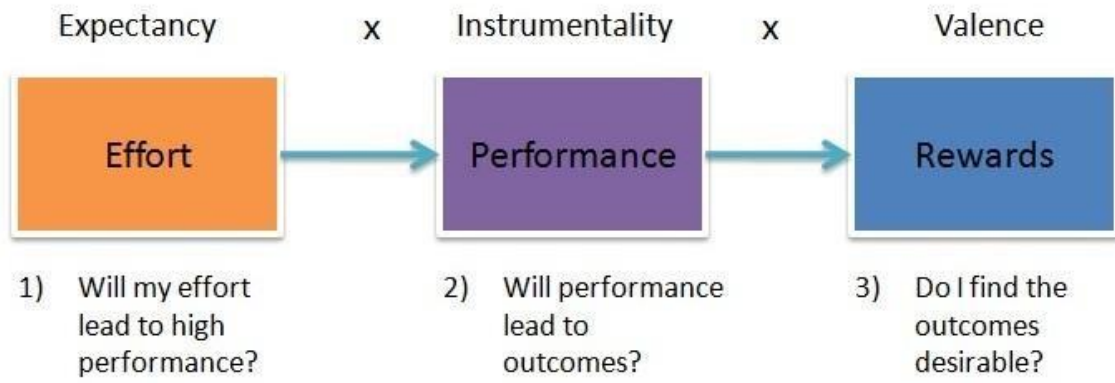 Expectancy x Instrumentality x Valence
Effort Performance Rewards
1) Will my effort
lead to high
performance?
2) Will performance
lead to
outcomes?
3) Do I find the
outcomes
desirable?